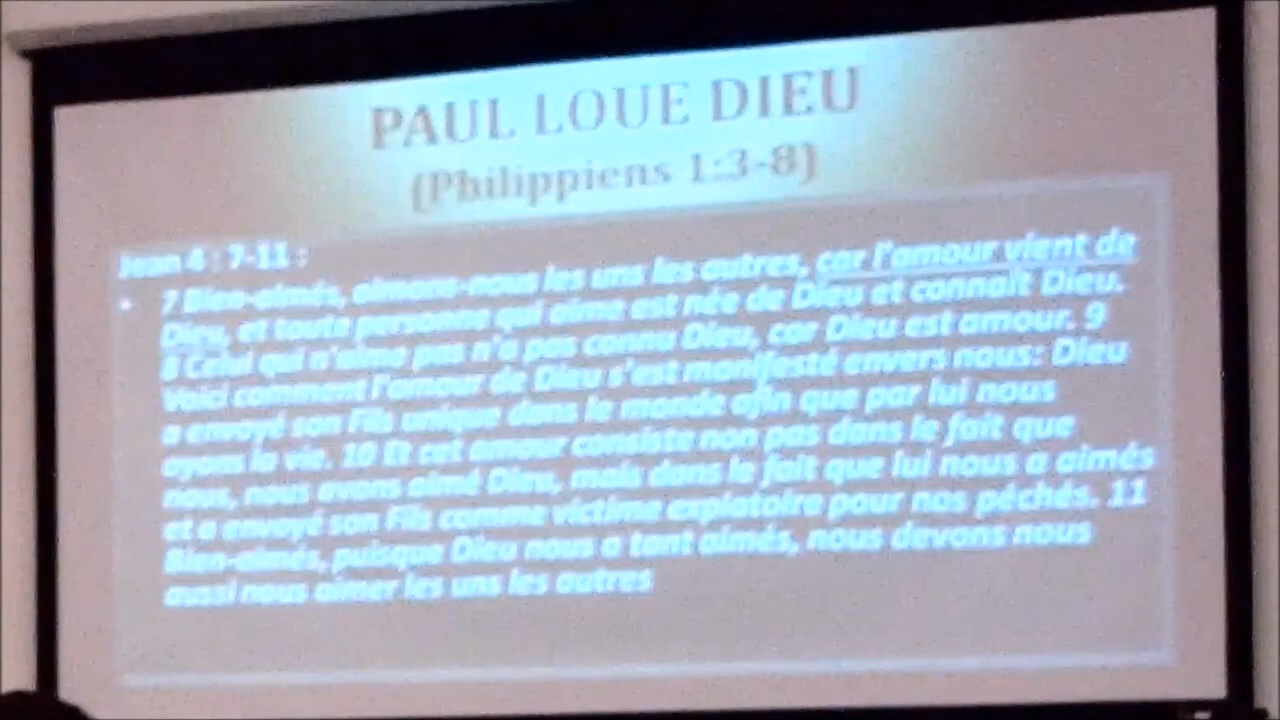 PAUL LOUE DIEU
(Philippiens 1:3-8)
Jean 4 : 7-11 :
• 7 Bien-aimés, aimons-nous les uns les autres, car l'amour vient de
Dieu, et toute personne qui aime est née de Dieu et connaît Dieu.
8 Celui qui n'aime pas n'a pas connu Dieu, car Dieu est amour. 9
Voici comment l'amour de Dieu s'est manifesté envers nous: Dieu
a envoyé son Fils unique dans le monde afin que par lui nous
ayons la vie. 10 Et cet amour consiste non pas dans le fait que
nous, nous avons aimé Dieu, mais dans le fait que lui nous a aimés
et a envoyé son Fils comme victime expiatoire pour nos péchés. 11
Bien-aimés, puisque Dieu nous a tant aimés, nous devons nous
aussi nous aimer les uns les autres